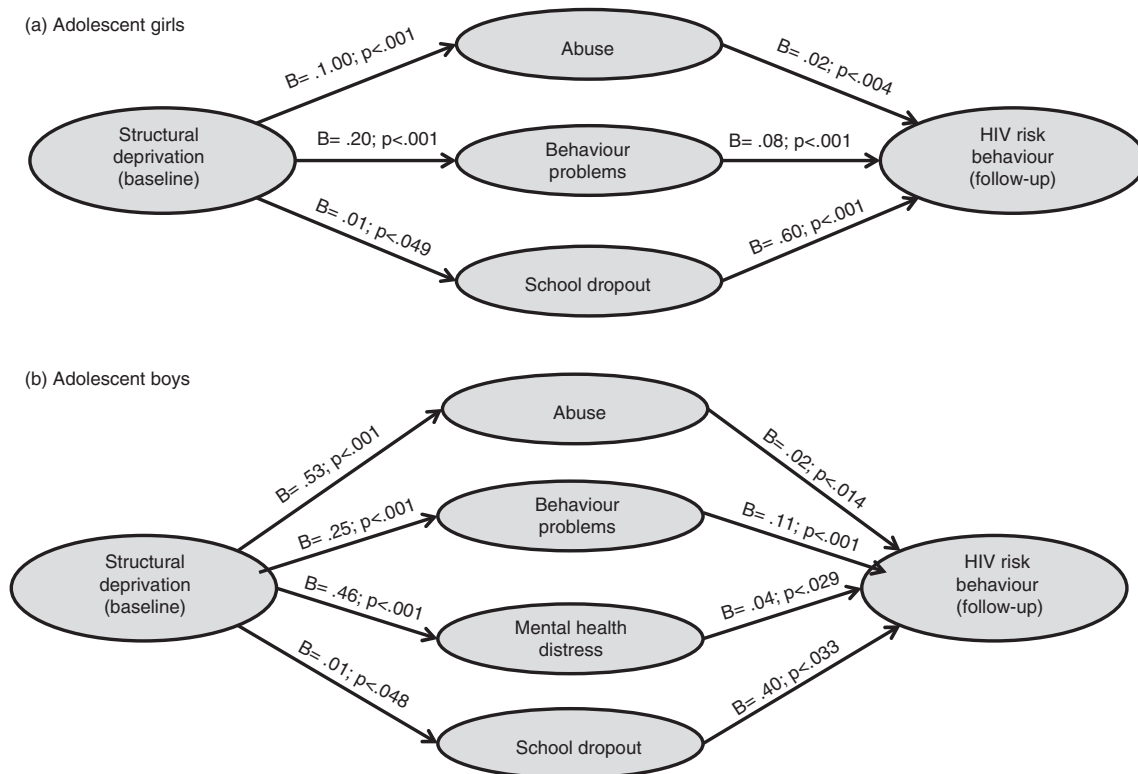 (a) Adolescent girls
Abuse
B= .1.00; p<.001
B= .02; p<.004
Structural
deprivation
(baseline)
B= .20; p<.001
Behaviour
problems
B= .08; p<.001
HIV risk
behaviour
(follow-up)
B= .01; p<.049
B= .60; p<.001
School dropout
(b) Adolescent boys
Abuse
B= .53; p<.001
B= .02; p<.014
Behaviour
problems
B= .25; p<.001
B= .11; p<.001
Structural
deprivation
(baseline)
HIV risk
behaviour
(follow-up)
B= .46; p<.001
B= .04; p<.029
Mental health
distress
B= .01; p<.048
B= .40; p<.033
School dropout